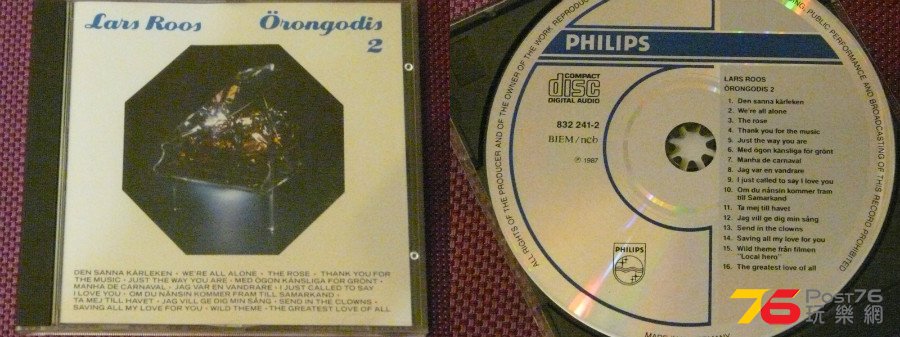 Lars Roos Örongodis
2
DEN SANNA KÄRLEKEN · WE'RE ALL ALONE · THE ROSE · THANK YOU FOR
THE MUSIC · JUST THE WAY YOU ARE · MED ÖGON KÄNSLIGA FÖR GRÖNT ·
MANHA DE CARNAVAL · JAG VAR EN VANDRARE · I JUST CALLED TO SAY
I LOVE YOU · OM DU NÅNSIN KOMMER FRAM TILL SAMARKAND ·
TA MEJ TILL HAVET · JAG VILL GE DIG MIN SÅNG · SEND IN THE CLOWNS ·
SAVING ALL MY LOVE FOR YOU · WILD THEME · THE GREATEST LOVE OF ALL
PHILIPS
COMPACT
disc
DIGITAL AUDIO
832 241-2
BIEM/ncb
℗ 1987
LARS ROOS
ÖRONGODIS 2
1. Den sanna kärleken
2. We're all alone
3. The rose
4. Thank you for the music
5. Just the way you are
6. Med ögon känsliga för grönt
7. Manha de carnaval
8. Jag var en vandrare
9. I just called to say I love you
10. Om du nånsin kommer fram
till Samarkand
11. Ta mej till havet
12. Jag vill ge dig min sång
13. Send in the clowns
14. Saving all my love for you
15. Wild theme från filmen
"Local hero"
16. The greatest love of all
PHILIPS
ALL RIGHTS OF THE PRODUCER AND OF THE OWNER OF THE WORK REPRODUC
PUBLIC PERFORMANCE AND BROADCASTING OF THIS RECORD PROHIBITED
MADE IN
76 Post76
玩樂網